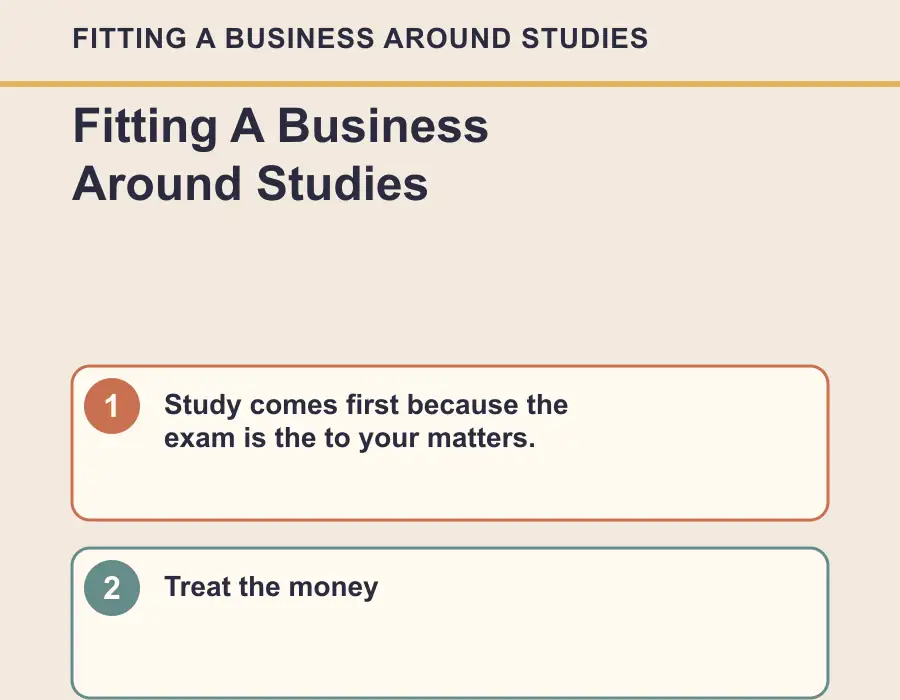 FITTING A BUSINESS AROUND STUDIES
Fitting A Business
Around Studies
1
Study comes first because the
exam is the to your matters.
2
Treat the money